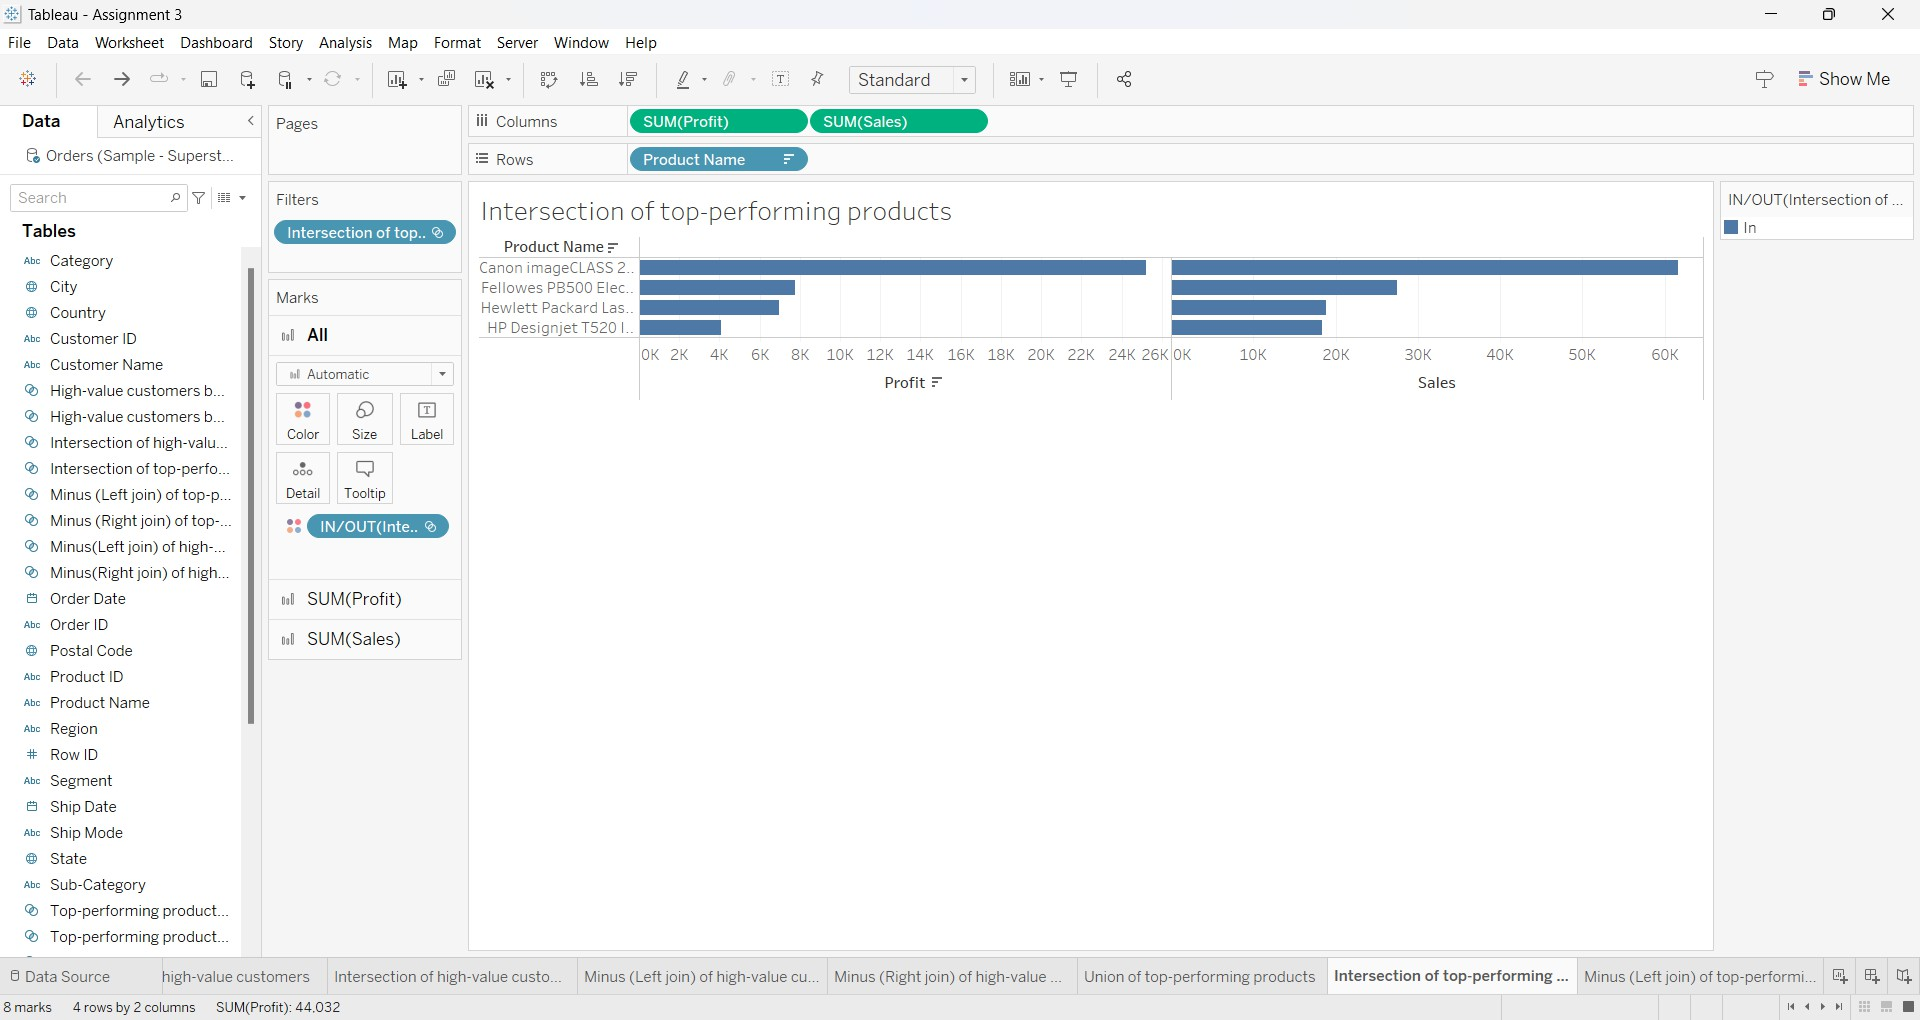 Tableau - Assignment 3
File Data Worksheet Dashboard Story Analysis Map Format Server Window Help
Standard
Show Me
Data Analytics
Orders (Sample - Superst...
Search
Tables
Abc Category
City
Country
Abc Customer ID
Abc Customer Name
High-value customers b...
High-value customers b...
Intersection of high-valu...
Intersection of top-perfo...
Minus (Left join) of top-p...
Minus (Right join) of top-...
Minus(Left join) of high-...
Minus(Right join) of high...
Order Date
Abc Order ID
Postal Code
Abc Product ID
Abc Product Name
Abc Region
# Row ID
Abc Segment
Ship Date
Abc Ship Mode
State
Abc Sub-Category
Top-performing product...
Top-performing product...
Pages
Filters
Intersection of top..
Marks
All
Automatic
Color Size Label
Detail Tooltip
IN/OUT(Inte..
SUM(Profit)
SUM(Sales)
Columns SUM(Profit) SUM(Sales)
Rows Product Name
Intersection of top-performing products
Product Name
Canon imageCLASS 2..
Fellowes PB500 Elec..
Hewlett Packard Las..
HP Designjet T520 I..
0K 2K 4K 6K 8K 10K 12K 14K 16K 18K 20K 22K 24K 26K 0K 10K 20K 30K 40K 50K 60K
Profit Sales
IN/OUT(Intersection of ...
In
Data Source high-value customers Intersection of high-value custo... Minus (Left join) of high-value cu... Minus (Right join) of high-value ... Union of top-performing products Intersection of top-performing ... Minus (Left join) of top-performi...
8 marks 4 rows by 2 columns SUM(Profit): 44,032